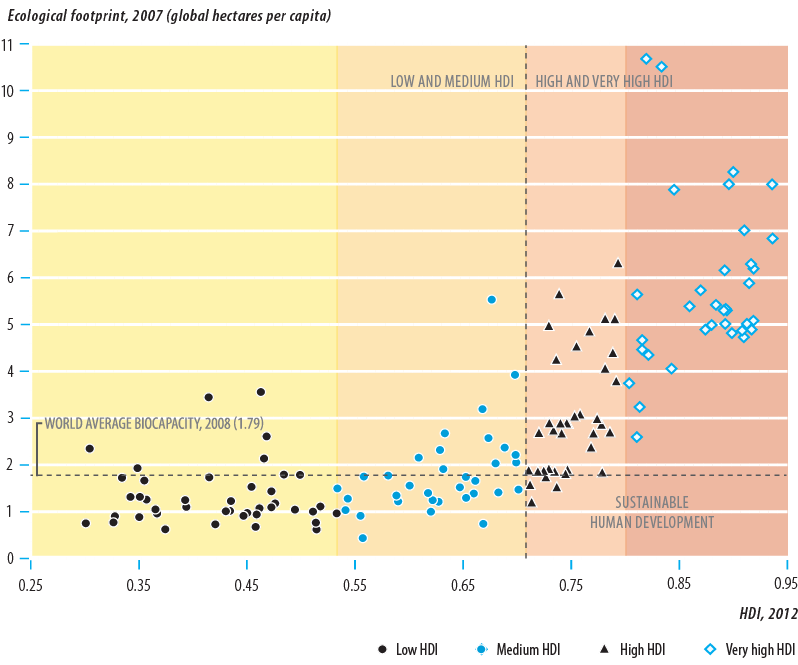 Ecological footprint, 2007 (global hectares per capita)
11
LOW AND MEDIUM HDI HIGH AND VERY HIGH HDI
10
9
8
7
6
5
4
3
WORLD AVERAGE BIOCAPACITY, 2008 (1.79)
2
1
SUSTAINABLE
HUMAN DEVELOPMENT
0
0.25 0.35 0.45 0.55 0.65 0.75 0.85 0.95
HDI, 2012
Low HDI Medium HDI High HDI Very high HDI